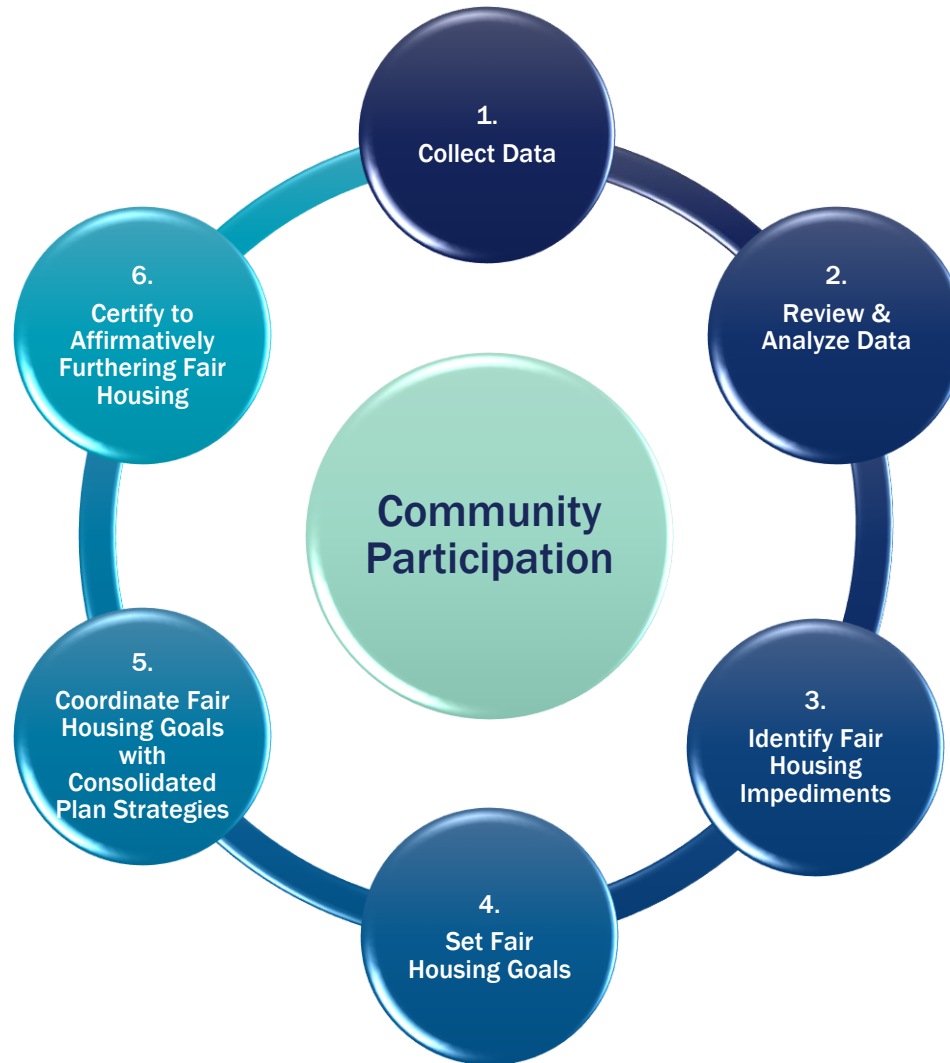 1.
Collect Data
2.
Review &
Analyze Data
3.
Identify Fair
Housing
Impediments
4.
Set Fair
Housing Goals
5.
Coordinate Fair
Housing Goals
with
Consolidated
Plan Strategies
6.
Certify to
Affirmatively
Furthering Fair
Housing
Community
Participation